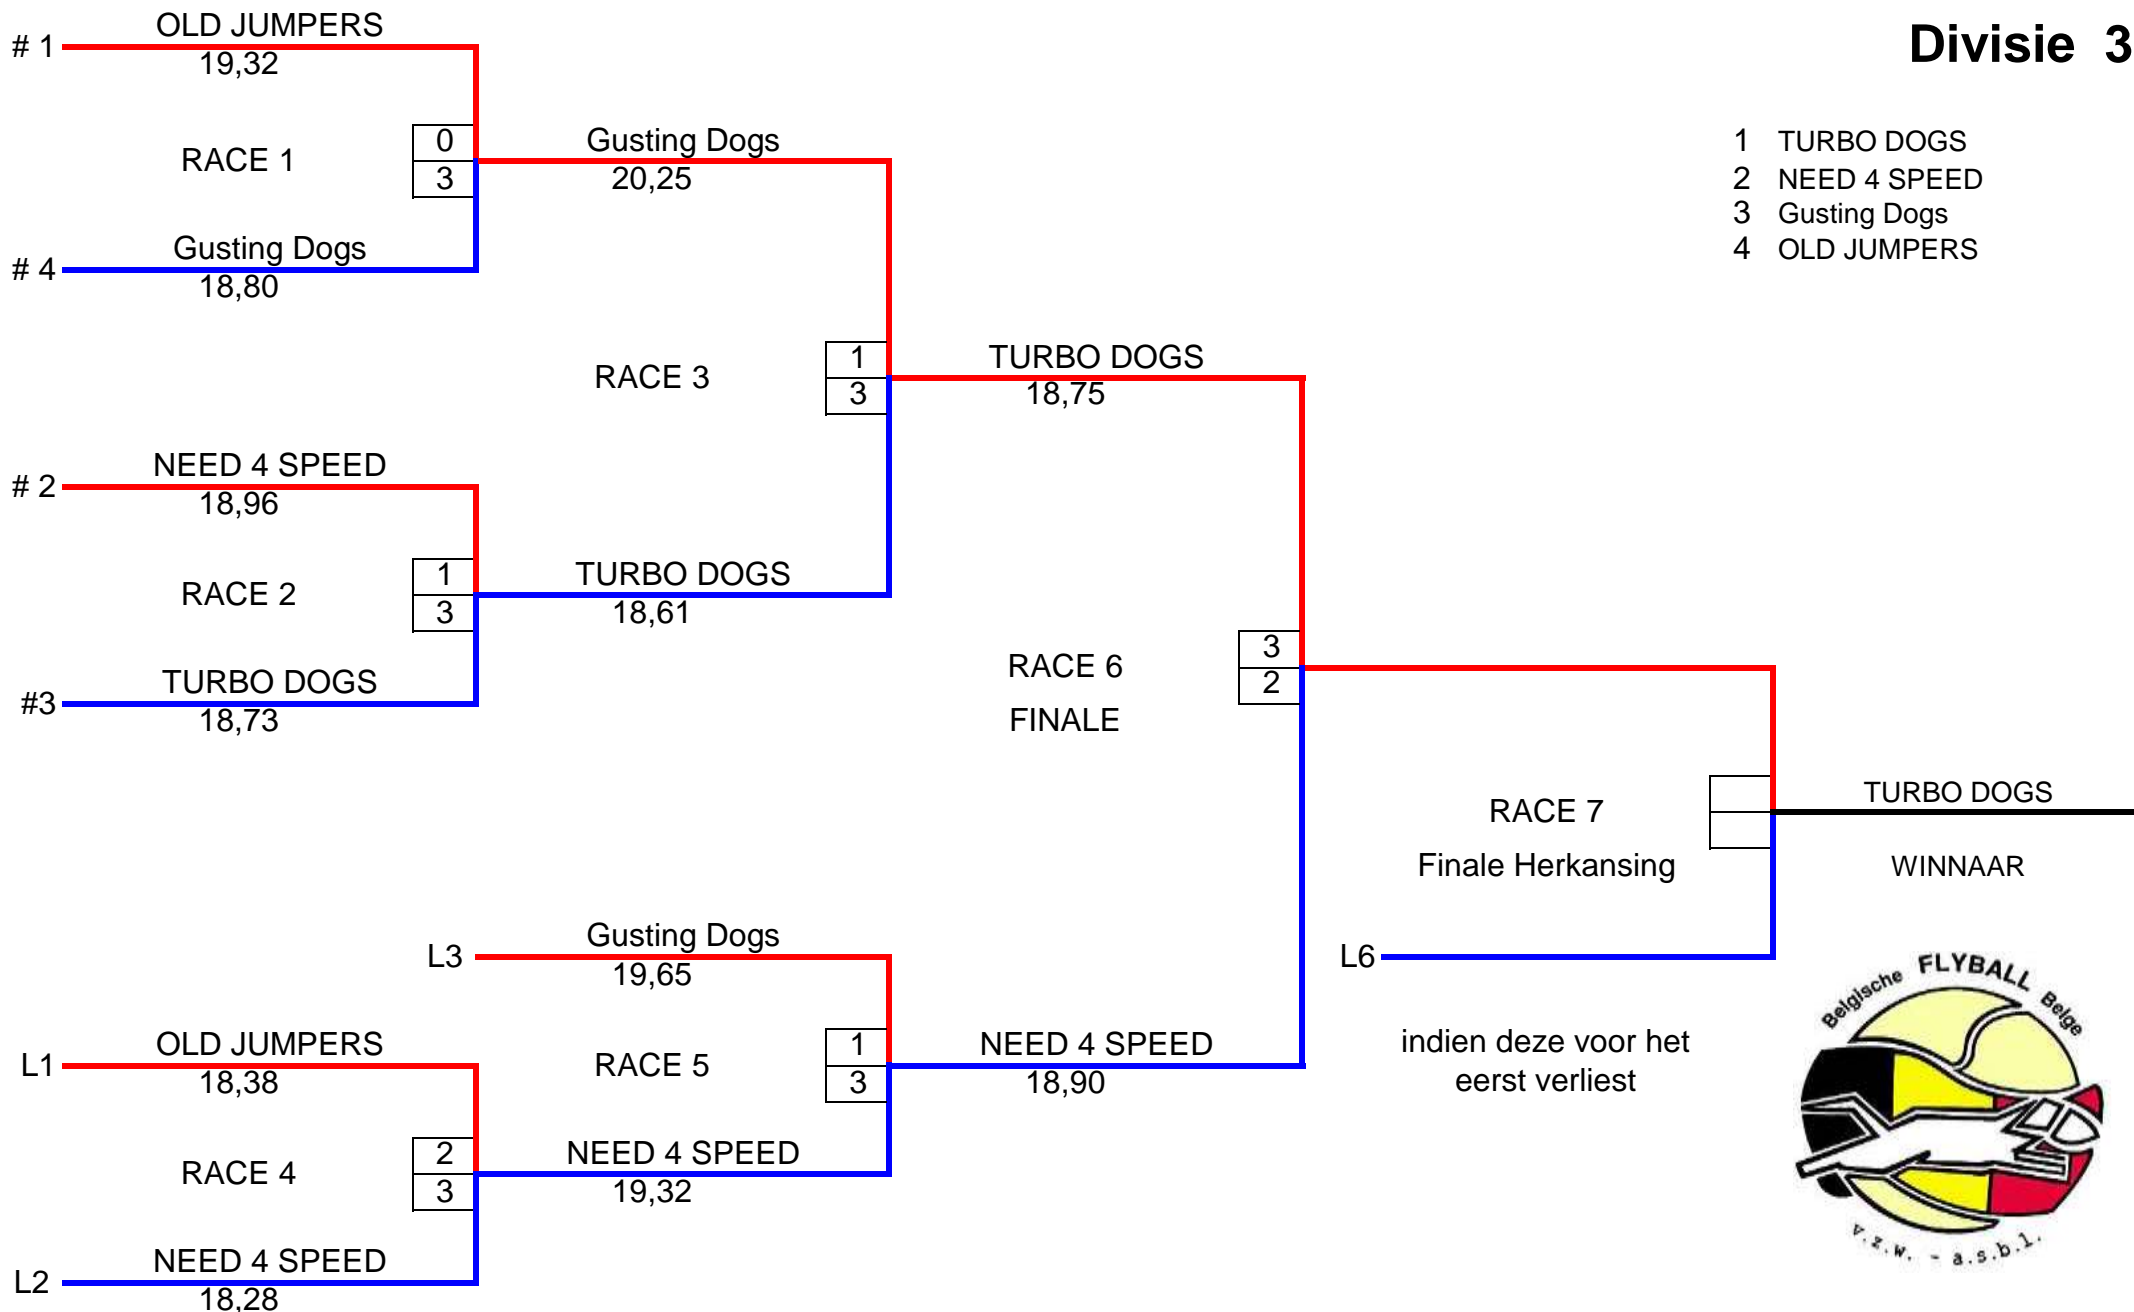 Divisie 3
OLD JUMPERS
# 1
19,32
RACE 1
0
3
Gusting Dogs
# 4
18,80
Gusting Dogs
20,25
1 TURBO DOGS
2 NEED 4 SPEED
3 Gusting Dogs
4 OLD JUMPERS
RACE 3
1
3
TURBO DOGS
18,75
NEED 4 SPEED
# 2
18,96
RACE 2
1
3
TURBO DOGS
18,61
TURBO DOGS
#3
18,73
RACE 6
FINALE
3
2
RACE 7
Finale Herkansing
TURBO DOGS
WINNAAR
L3
Gusting Dogs
19,65
L6
indien deze voor het
eerst verliest
OLD JUMPERS
L1
18,38
RACE 5
1
3
NEED 4 SPEED
18,90
RACE 4
2
3
NEED 4 SPEED
19,32
NEED 4 SPEED
L2
18,28
Belgische FLYBALL Belge
v.z.w. - a.s.b.l.